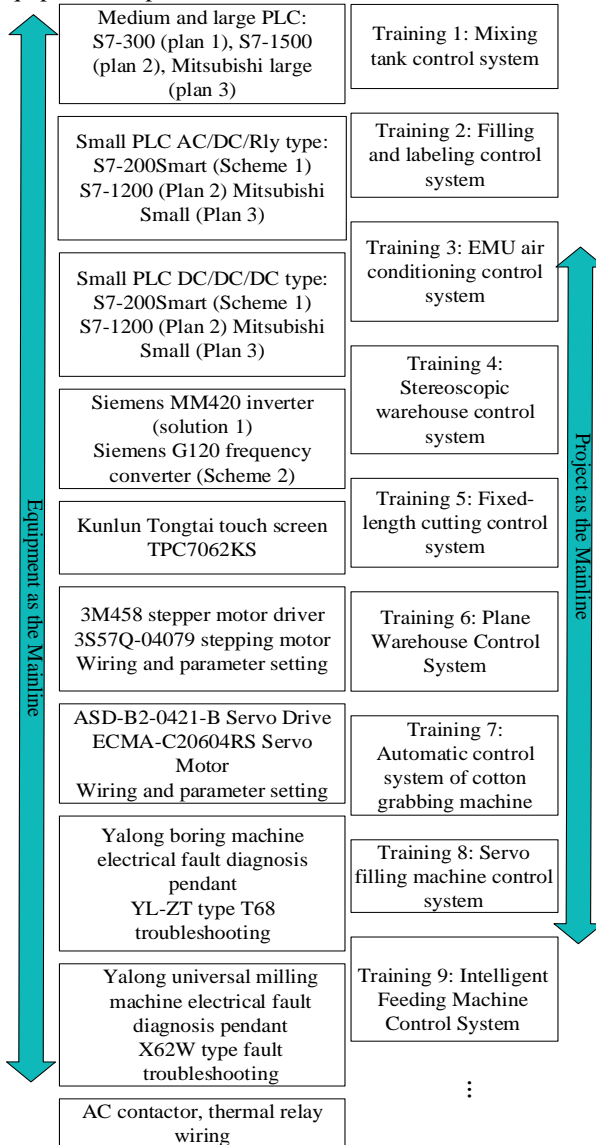 Medium and large PLC:
S7-300 (plan 1), S7-1500
(plan 2), Mitsubishi large
(plan 3)
Small PLC AC/DC/Rly type:
S7-200Smart (Scheme 1)
S7-1200 (Plan 2) Mitsubishi
Small (Plan 3)
Small PLC DC/DC/DC type:
S7-200Smart (Scheme 1)
S7-1200 (Plan 2) Mitsubishi
Small (Plan 3)
Siemens MM420 inverter
(solution 1)
Siemens G120 frequency
converter (Scheme 2)
Kunlun Tongtai touch screen
TPC7062KS
3M458 stepper motor driver
3S57Q-04079 stepping motor
Wiring and parameter setting
ASD-B2-0421-B Servo Drive
ECMA-C20604RS Servo
Motor
Wiring and parameter setting
Yalong boring machine
electrical fault diagnosis
pendant
YL-ZT type T68
troubleshooting
Yalong universal milling
machine electrical fault
diagnosis pendant
X62W type fault
troubleshooting
AC contactor, thermal relay
wiring
Equipment as the Mainline
Training 1: Mixing
tank control system
Training 2: Filling
and labeling control
system
Training 3: EMU air
conditioning control
system
Training 4:
Stereoscopic
warehouse control
system
Training 5: Fixed-
length cutting control
system
Training 6: Plane
Warehouse Control
System
Training 7:
Automatic control
system of cotton
grabbing machine
Training 8: Servo
filling machine control
system
Training 9: Intelligent
Feeding Machine
Control System
⋮
Project as the Mainline